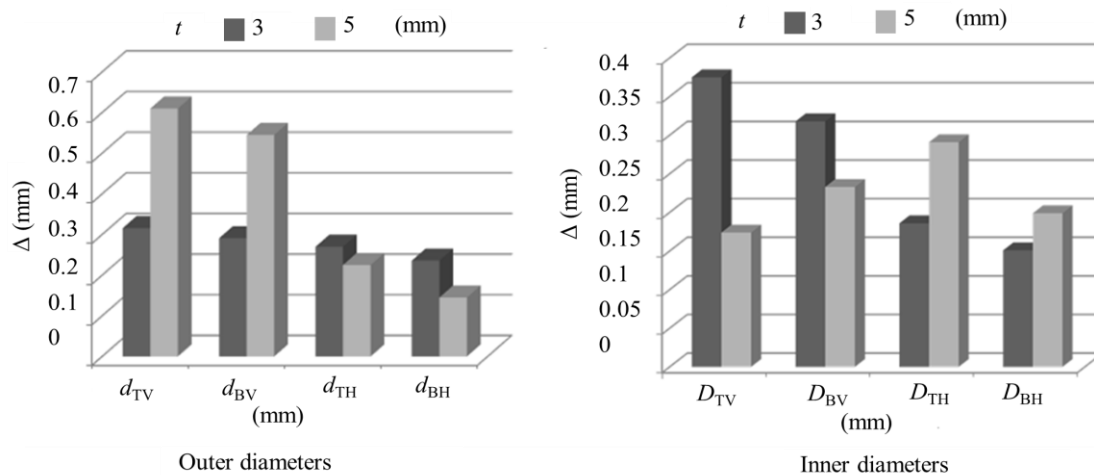 t 3 5 (mm)
0.7
0.6
0.5
0.4
0.3
0.2
0.1
0
Δ (mm)
dTV dBV dTH dBH
(mm)
Outer diameters
t 3 5 (mm)
0.4
0.35
0.3
0.25
0.2
0.15
0.1
0.05
0
Δ (mm)
DTV DBV DTH DBH
(mm)
Inner diameters